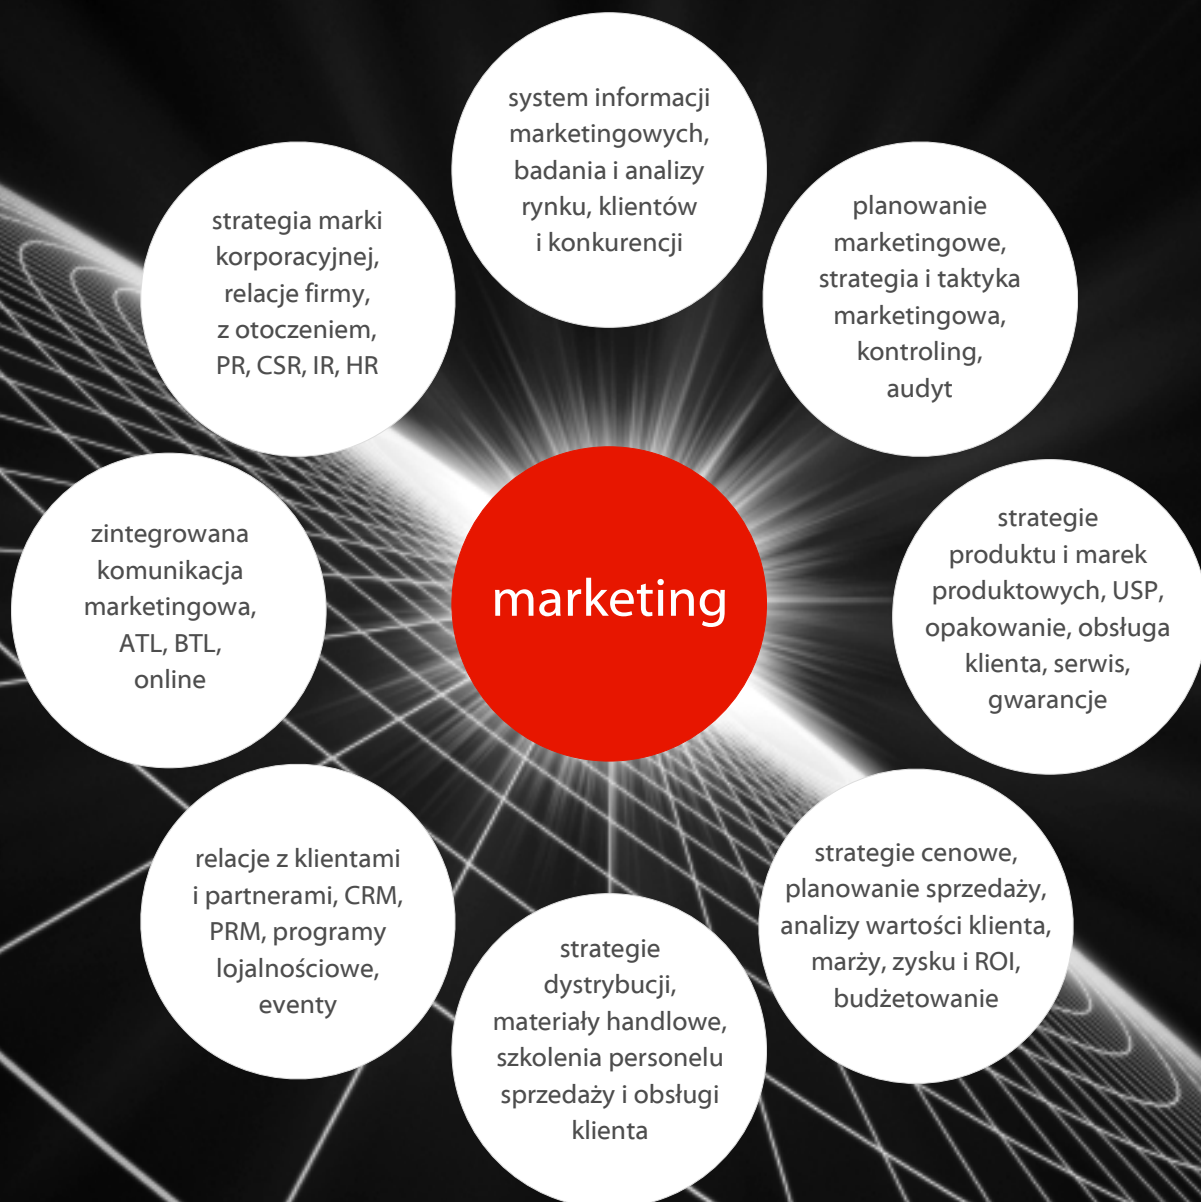 system informacji
marketingowych,
badania i analizy
rynku, klientów
i konkurencji
planowanie
marketingowe,
strategia i taktyka
marketingowa,
kontroling,
audyt
strategie
produktu i marek
produktowych, USP,
opakowanie, obsługa
klienta, serwis,
gwarancje
strategie cenowe,
planowanie sprzedaży,
analizy wartości klienta,
marży, zysku i ROI,
budżetowanie
strategie
dystrybucji,
materiały handlowe,
szkolenia personelu
sprzedaży i obsługi
klienta
relacje z klientami
i partnerami, CRM,
PRM, programy
lojalnościowe,
eventy
zintegrowana
komunikacja
marketingowa,
ATL, BTL,
online
strategia marki
korporacyjnej,
relacje firmy,
z otoczeniem,
PR, CSR, IR, HR
marketing